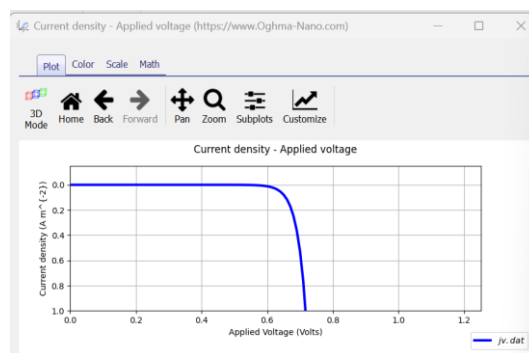 Current density - Applied voltage (https://www.Oghma-Nano.com)
Plot Color Scale Math
3D Mode Home Back Forward Pan Zoom Subplots Customize
Current density - Applied voltage
Current density (A m^{-2})
0.0
0.2
0.4
0.6
0.8
1.0
0.0 0.2 0.4 0.6 0.8 1.0 1.2
Applied Voltage (Volts)
jv.dat